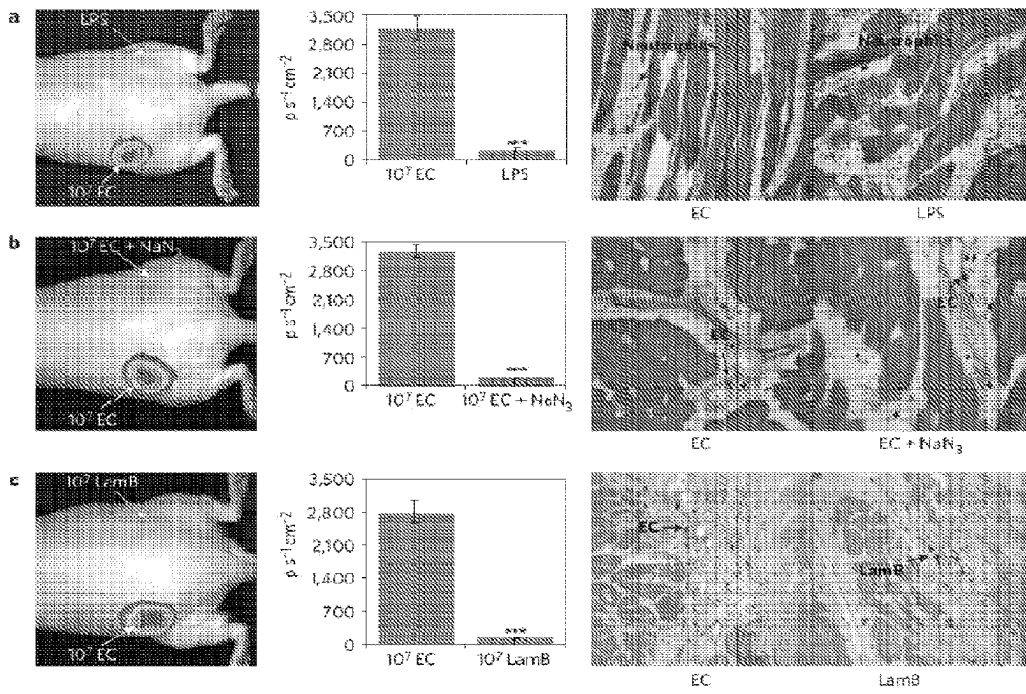 a
LPS
10⁷ EC
p s⁻¹ cm⁻²
3,500
2,800
2,100
1,400
700
0
***
10⁷ EC
LPS
Neutrophils
Neutrophils
EC
LPS
b
10⁷ EC + NaN₃
10⁷ EC
p s⁻¹ cm⁻²
3,500
2,800
2,100
1,400
700
0
***
10⁷ EC
10⁷ EC + NaN₃
EC
EC
EC
EC + NaN₃
c
10⁷ LamB
10⁷ EC
p s⁻¹ cm⁻²
3,500
2,800
2,100
1,400
700
0
***
10⁷ EC
10⁷ LamB
EC
LamB
EC
LamB